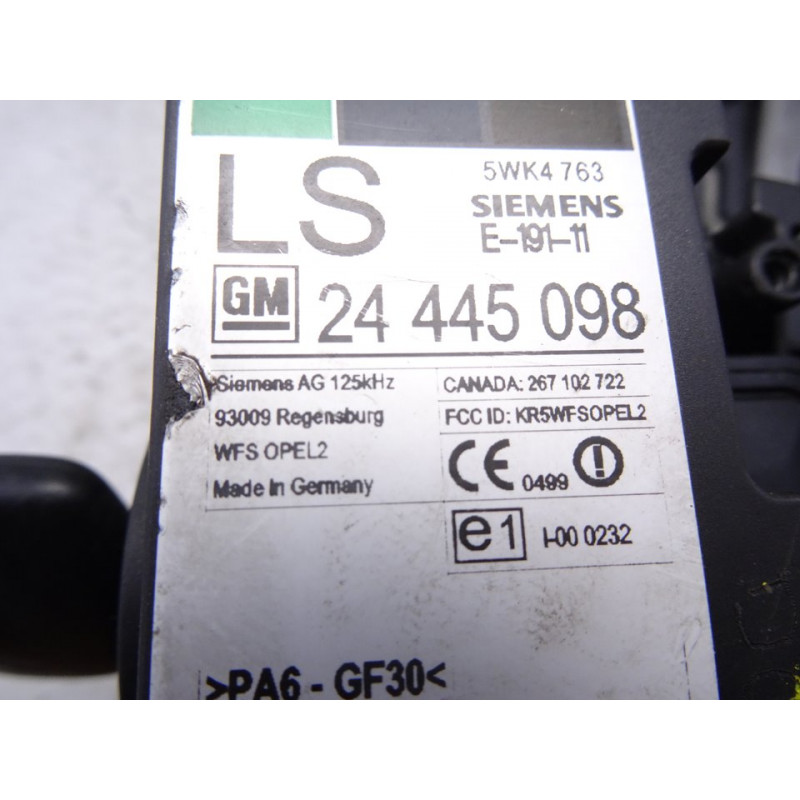 LS
5WK4 763
SIEMENS
E-191-11
GM 24 445 098
Siemens AG 125kHz
93009 Regensburg
WFS OPEL2
Made in Germany
CANADA: 267 102 722
FCC ID: KR5WFSOPEL2
CE 0499
e1 I-00 0232
>PA6 - GF30<